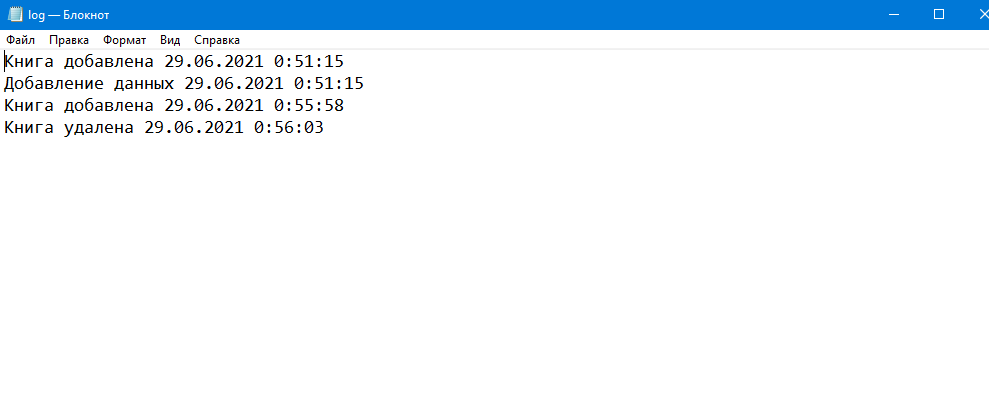 log — Блокнот
Файл Правка Формат Вид Справка
Книга добавлена 29.06.2021 0:51:15
Добавление данных 29.06.2021 0:51:15
Книга добавлена 29.06.2021 0:55:58
Книга удалена 29.06.2021 0:56:03